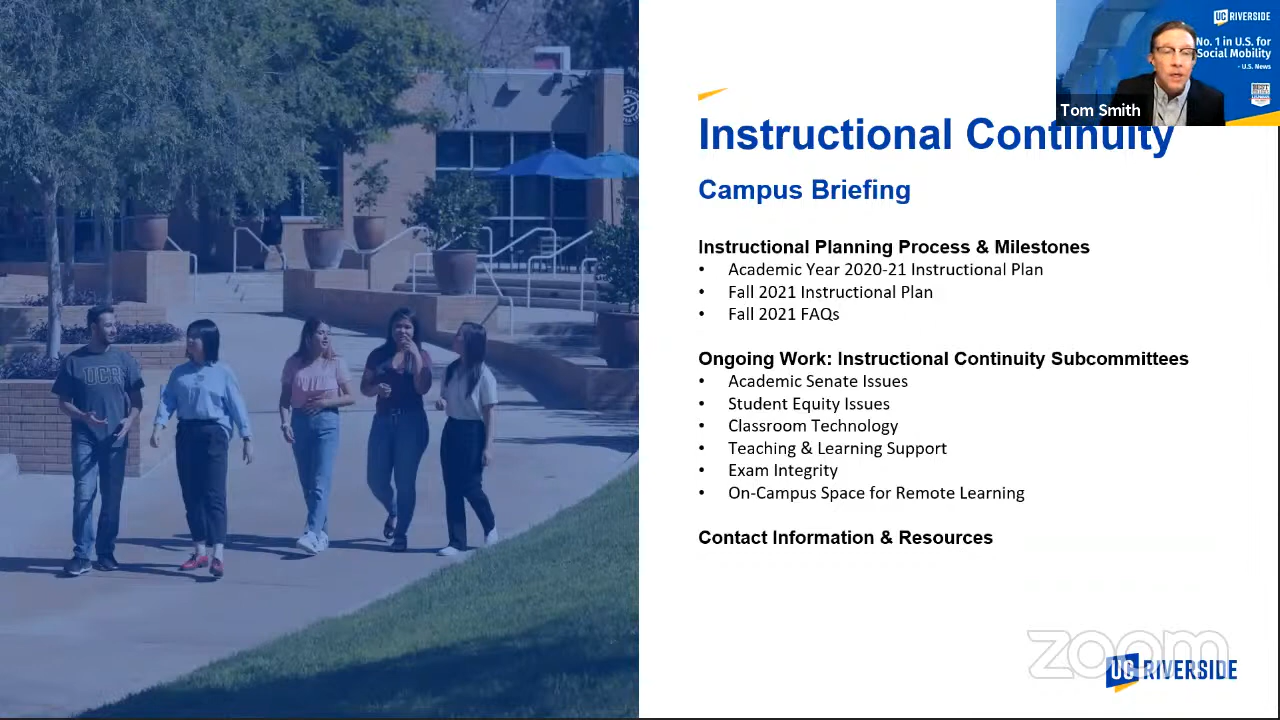 UC RIVERSIDE
No. 1 in U.S. for
Social Mobility
- U.S. News
Tom Smith
Instructional Continuity
Campus Briefing
Instructional Planning Process & Milestones
• Academic Year 2020-21 Instructional Plan
• Fall 2021 Instructional Plan
• Fall 2021 FAQs
Ongoing Work: Instructional Continuity Subcommittees
• Academic Senate Issues
• Student Equity Issues
• Classroom Technology
• Teaching & Learning Support
• Exam Integrity
• On-Campus Space for Remote Learning
Contact Information & Resources
UCR
zoom
UC RIVERSIDE